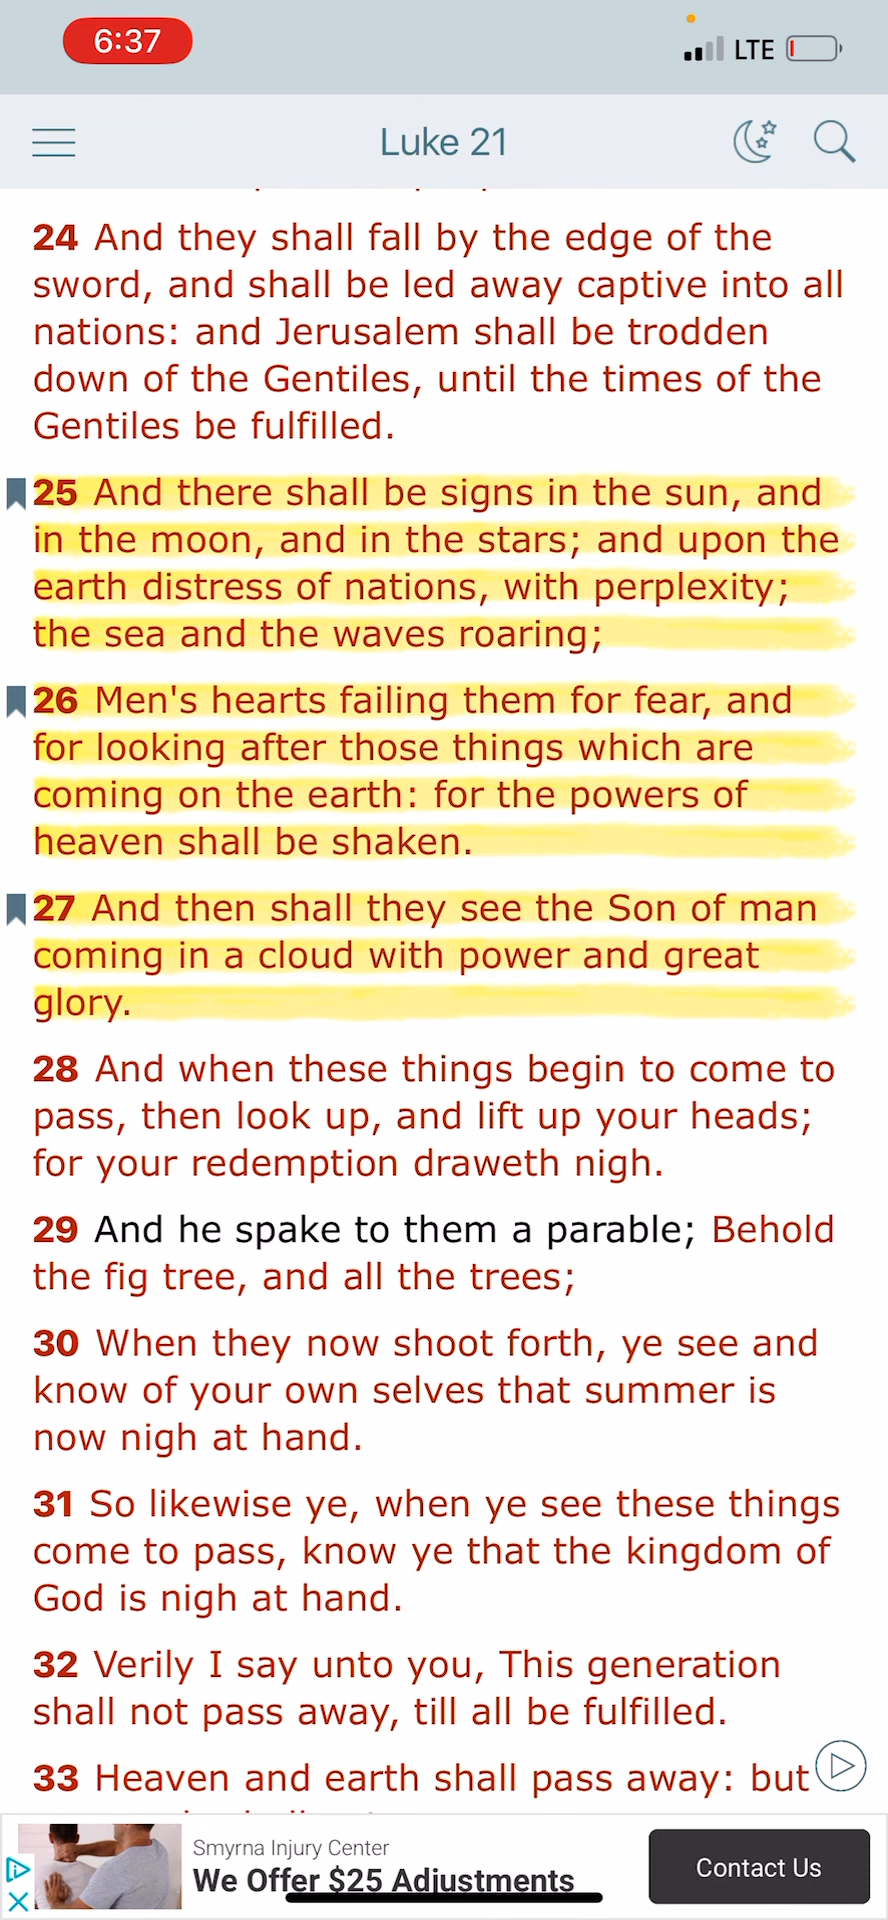 6:37
LTE
Luke 21
24 And they shall fall by the edge of the
sword, and shall be led away captive into all
nations: and Jerusalem shall be trodden
down of the Gentiles, until the times of the
Gentiles be fulfilled.
25 And there shall be signs in the sun, and
in the moon, and in the stars; and upon the
earth distress of nations, with perplexity;
the sea and the waves roaring;
26 Men's hearts failing them for fear, and
for looking after those things which are
coming on the earth: for the powers of
heaven shall be shaken.
27 And then shall they see the Son of man
coming in a cloud with power and great
glory.
28 And when these things begin to come to
pass, then look up, and lift up your heads;
for your redemption draweth nigh.
29 And he spake to them a parable; Behold
the fig tree, and all the trees;
30 When they now shoot forth, ye see and
know of your own selves that summer is
now nigh at hand.
31 So likewise ye, when ye see these things
come to pass, know ye that the kingdom of
God is nigh at hand.
32 Verily I say unto you, This generation
shall not pass away, till all be fulfilled.
33 Heaven and earth shall pass away: but
Smyrna Injury Center
We Offer $25 Adjustments
Contact Us